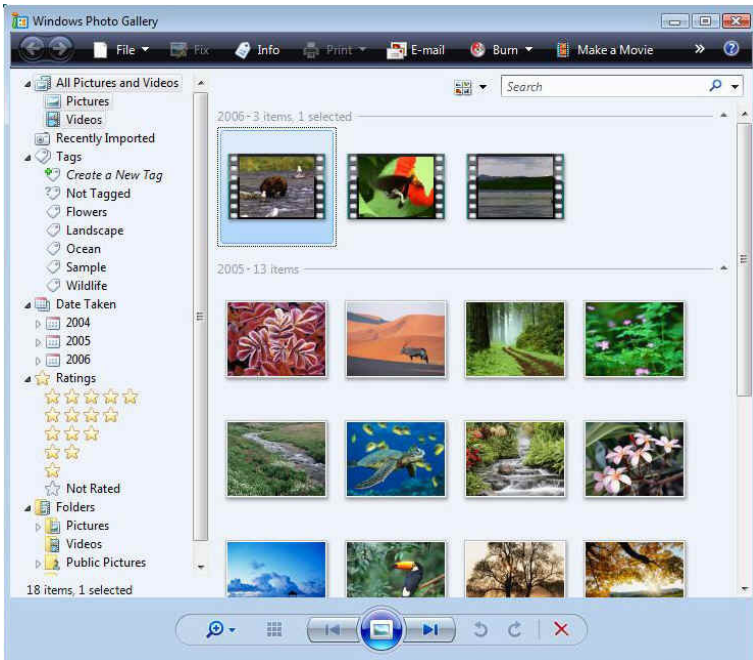 Windows Photo Gallery
File Fix Info Print E-mail Burn Make a Movie » ?
Search
All Pictures and Videos
Pictures
Videos
Recently Imported
Tags
Create a New Tag
Not Tagged
Flowers
Landscape
Ocean
Sample
Wildlife
Date Taken
2004
2005
2006
Ratings
Not Rated
Folders
Pictures
Videos
Public Pictures
18 items, 1 selected
2006 - 3 items, 1 selected
2005 - 13 items